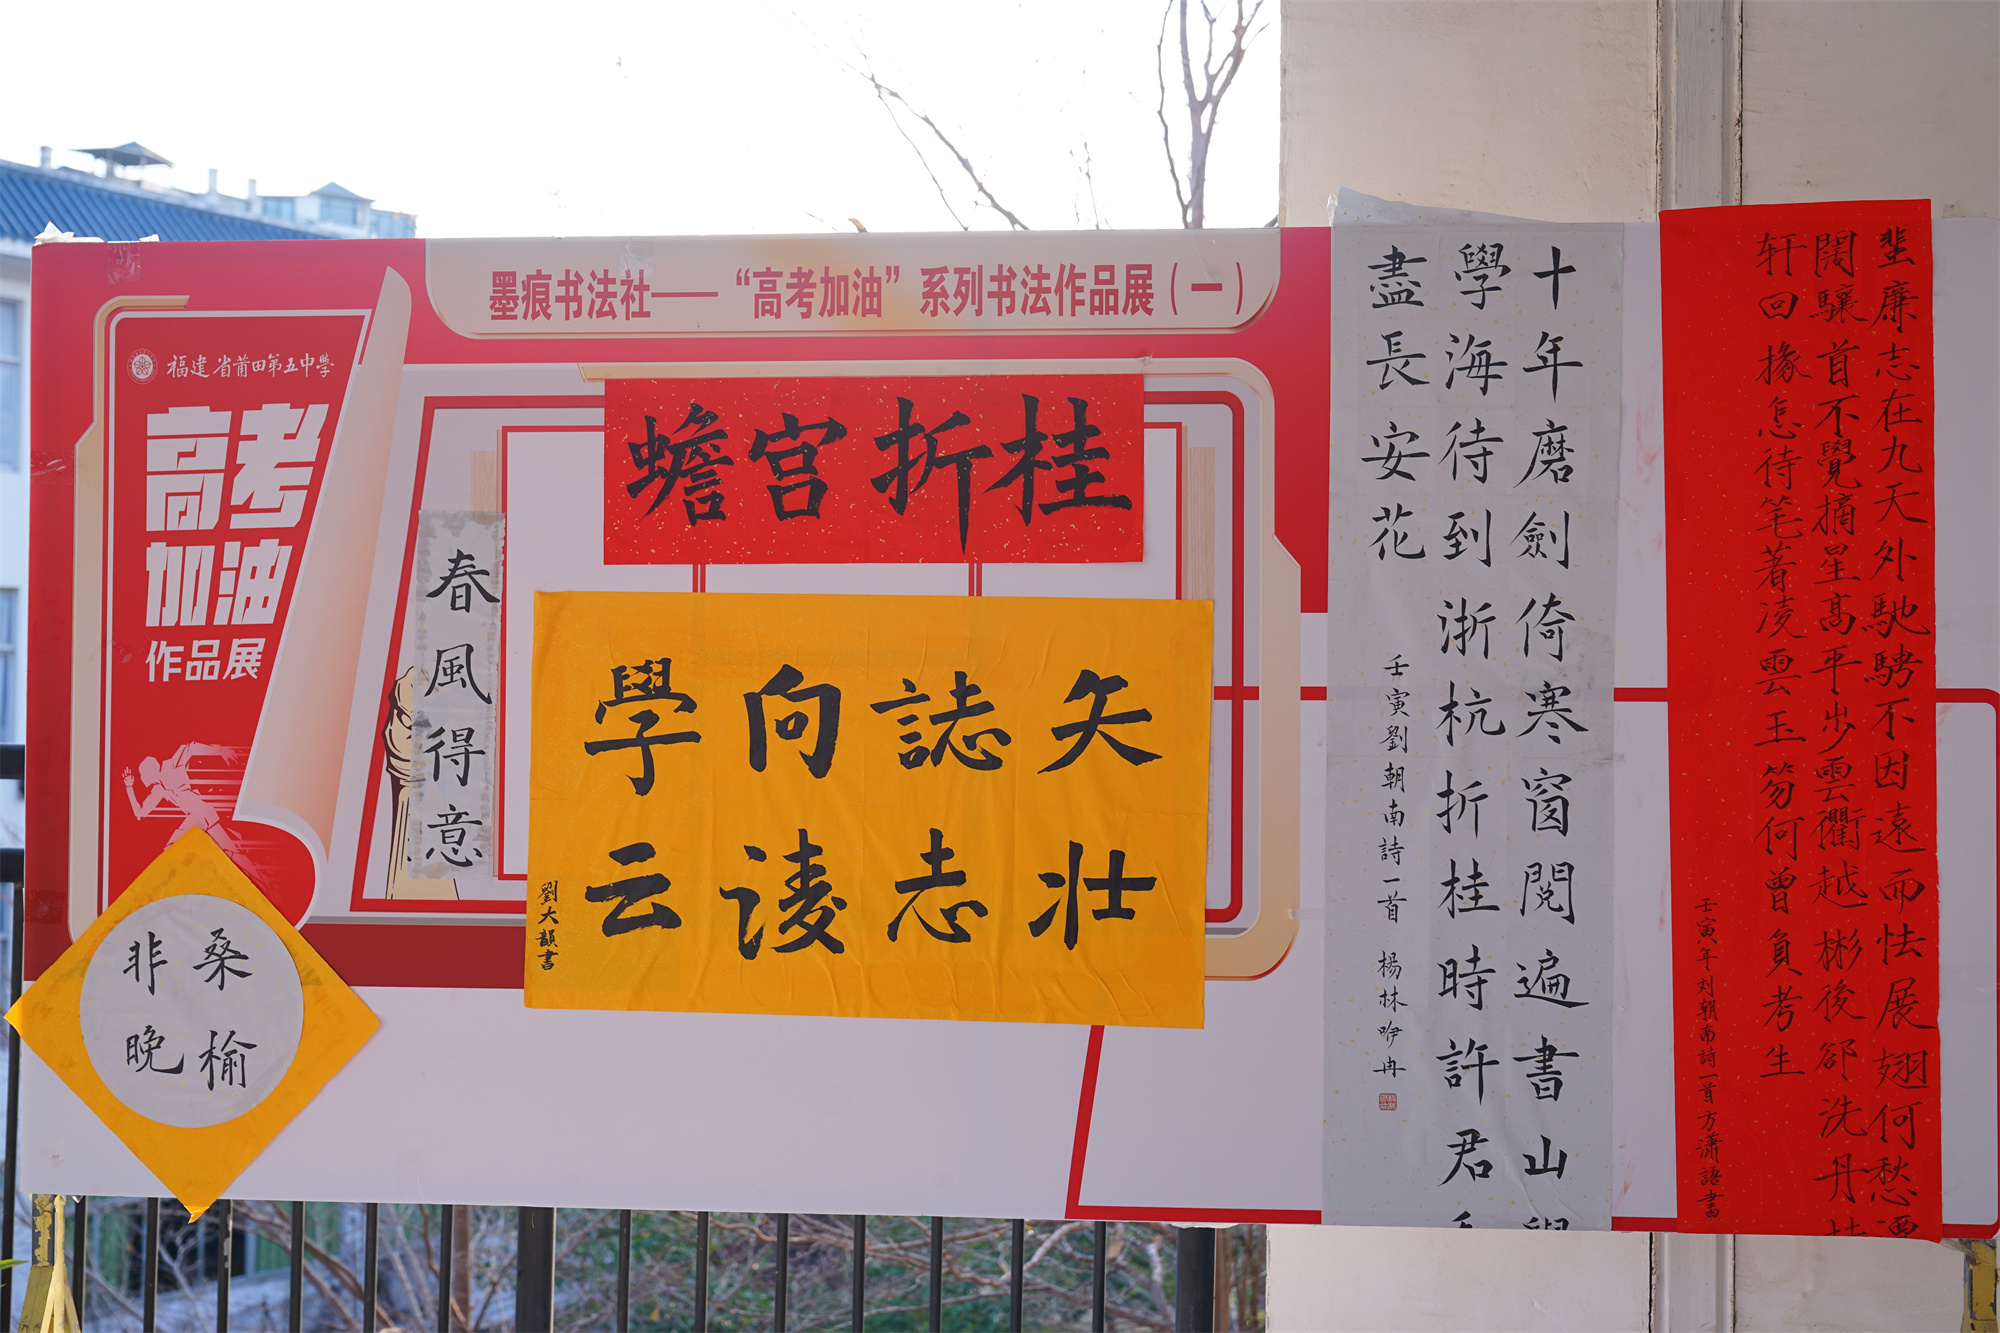 墨痕书法社——“高考加油”系列书法作品展（一）
福建省莆田第五中學
高考
加油
作品展
蟾宫折桂
春風得意
矢誌向學
壮志凌云
劉大韻書
桑榆
非晚
十年磨劍倚寒窗閱遍書山
學海待到浙杭折桂時許君
盡長安花
壬寅劉朝南詩一首 楊林咿冉
蜚廉志在九天外馳騁不因遠而怯展翅何愁
闊驤首不覺摘星高平步雲衢越彬後郤洗丹
轩回掾怎待笔著凌雲玉笏何曾負考生
壬寅年刘朝南詩一首方瀟語書